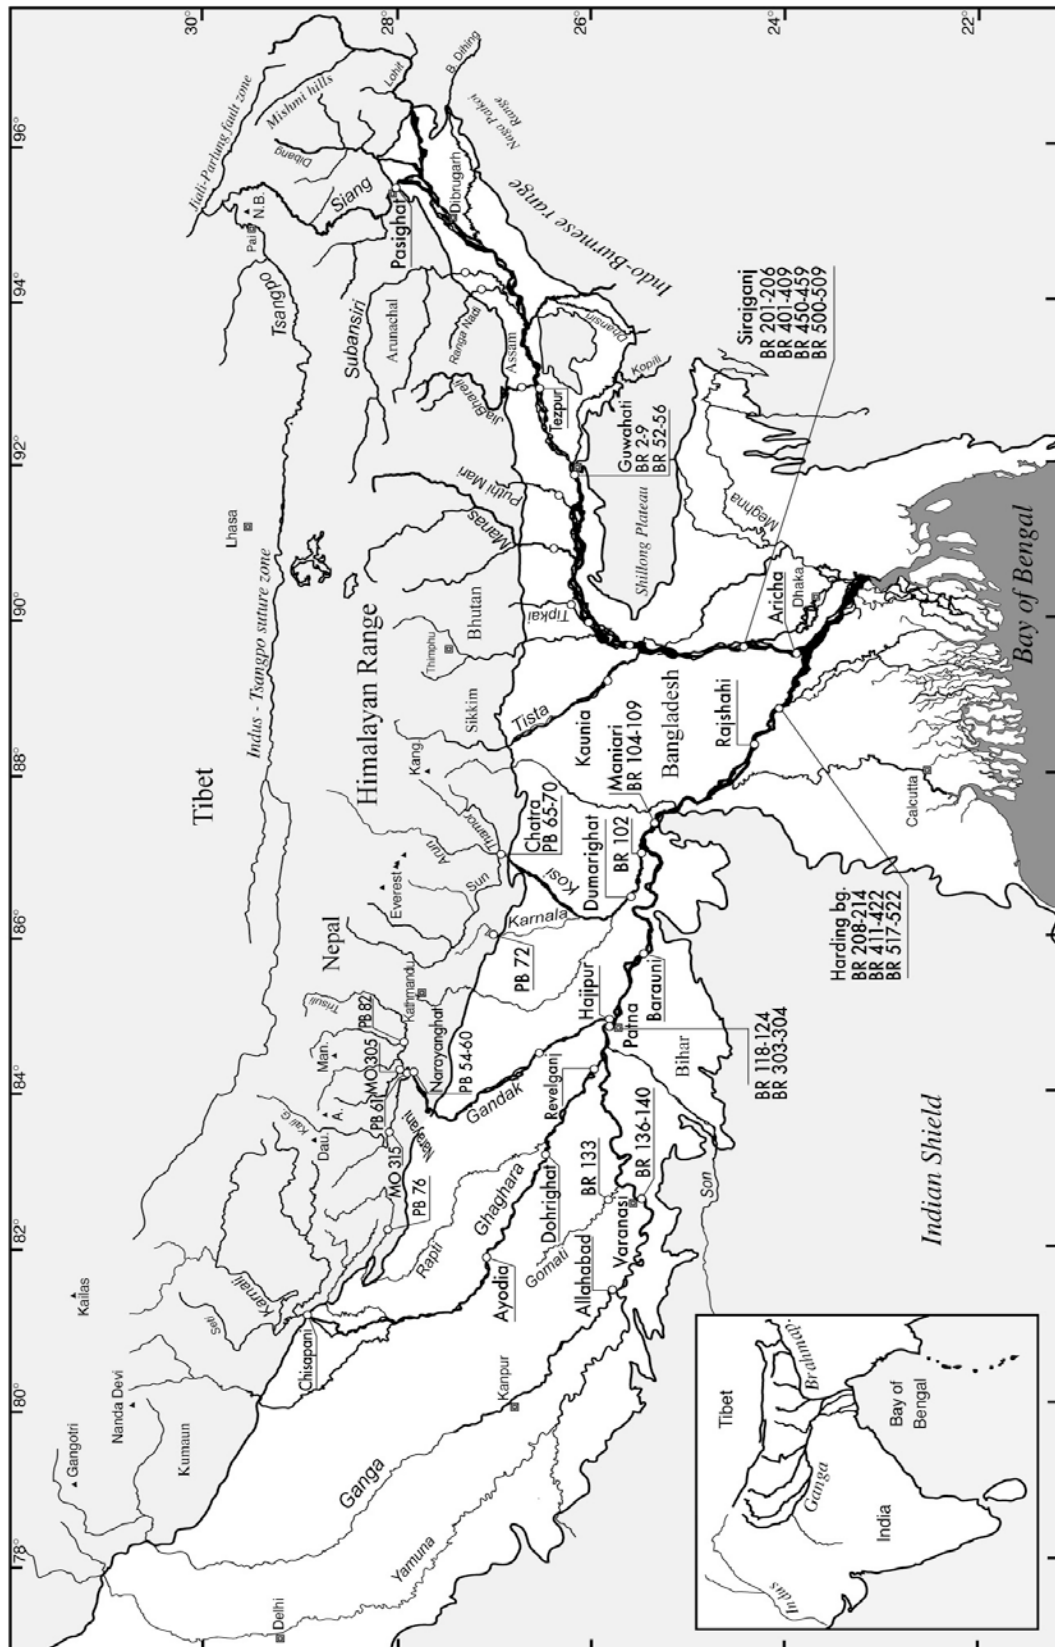 78°
80°
82°
84°
86°
88°
90°
92°
94°
96°
30°
28°
26°
24°
22°
Gangotri
Nanda Devi
Kumaun
Kailas
Delhi
Yamuna
Ganga
Kanpur
Chisapani
Seti
Karnali
Rapti
Ghaghara
Ayodia
Gomati
Dohrighat
Allahabad
Varanasi
BR 133
BR 136-140
Son
MO 315
PB 76
Kali G.
Dau.
A.
Man.
PB 61
MO 305
PB 82
Trisuli
Narayani
Narayanghat
PB 54-60
Gandak
Revelganj
Hajipur
Patna
BR 118-124
BR 303-304
Bihar
Barauni
Nepal
Kathmandu
PB 72
Karnala
Everest
Sun
Arun
Thamor
Kang.
Chatra
PB 65-70
Kosi
Dumarighat
BR 102
Maniari
BR 104-109
Tibet
Himalayan Range
Indus - Tsangpo suture zone
Lhasa
Sikkim
Thimphu
Bhutan
Tista
Kaunia
Bangladesh
Rajshahi
Harding bg.
BR 208-214
BR 411-422
BR 517-522
Calcutta
Aricha
Dhaka
Meghna
Bay of Bengal
Sirajganj
BR 201-206
BR 401-409
BR 450-459
BR 500-509
Tipkai
Manas
Puthi Mari
Shillong Plateau
Guwahati
BR 2-9
BR 52-56
Kopili
Dhansiri
Tezpur
JiaBhareli
Assam
Ranga Nadi
Arunachal
Subansiri
Tsangpo
Pai
N.B.
Siang
Pasighat
Dibrugarh
Dibang
Mishmi hills
Jiali-Parlung fault zone
Lohit
B. Dihing
Naga Patkoi
Range
Indo-Burmese range
Indian Shield
Tibet
Brahmap.
Ganga
Indus
India
Bay of
Bengal